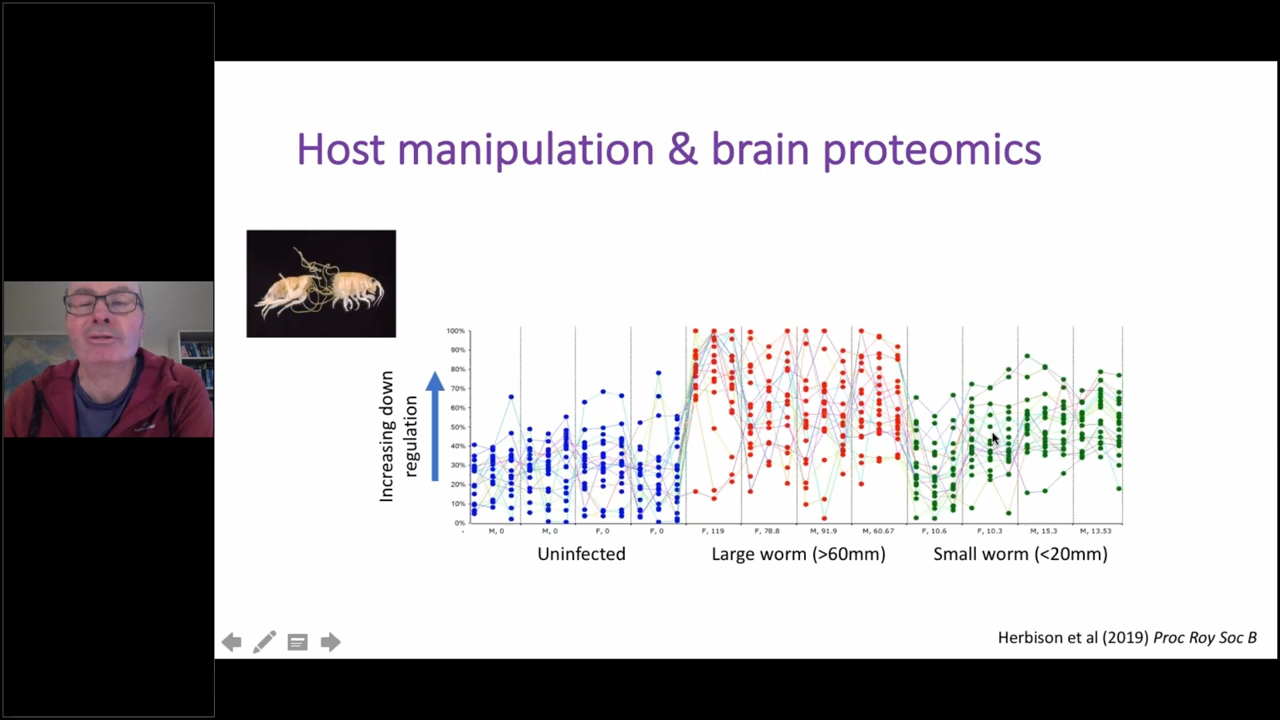 Host manipulation & brain proteomics
Increasing down
regulation
100%
90%
80%
70%
60%
50%
40%
30%
20%
10%
0%
M, 0
M, 0
F, 0
F, 0
F, 119
F, 78.8
M, 91.9
M, 60.67
F, 10.6
F, 10.3
M, 15.3
M, 13.53
Uninfected
Large worm (>60mm)
Small worm (<20mm)
Herbison et al (2019) Proc Roy Soc B